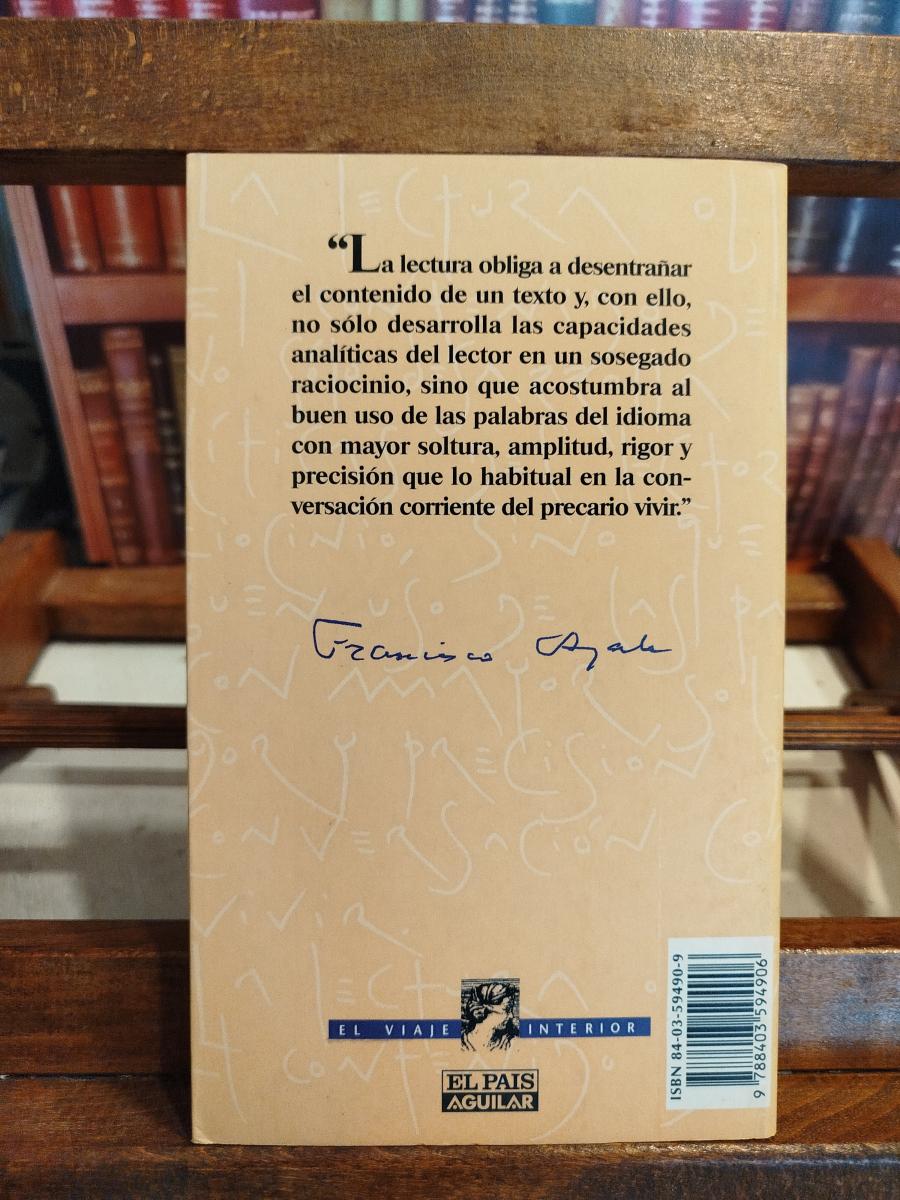 “La lectura obliga a desentrañar
el contenido de un texto y, con ello,
no sólo desarrolla las capacidades
analíticas del lector en un sosegado
raciocinio, sino que acostumbra al
buen uso de las palabras del idioma
con mayor soltura, amplitud, rigor y
precisión que lo habitual en la con-
versación corriente del precario vivir.”
Francisco Ayala
EL VIAJE INTERIOR
EL PAIS
AGUILAR
ISBN 84-03-59490-9
9 788403 594906